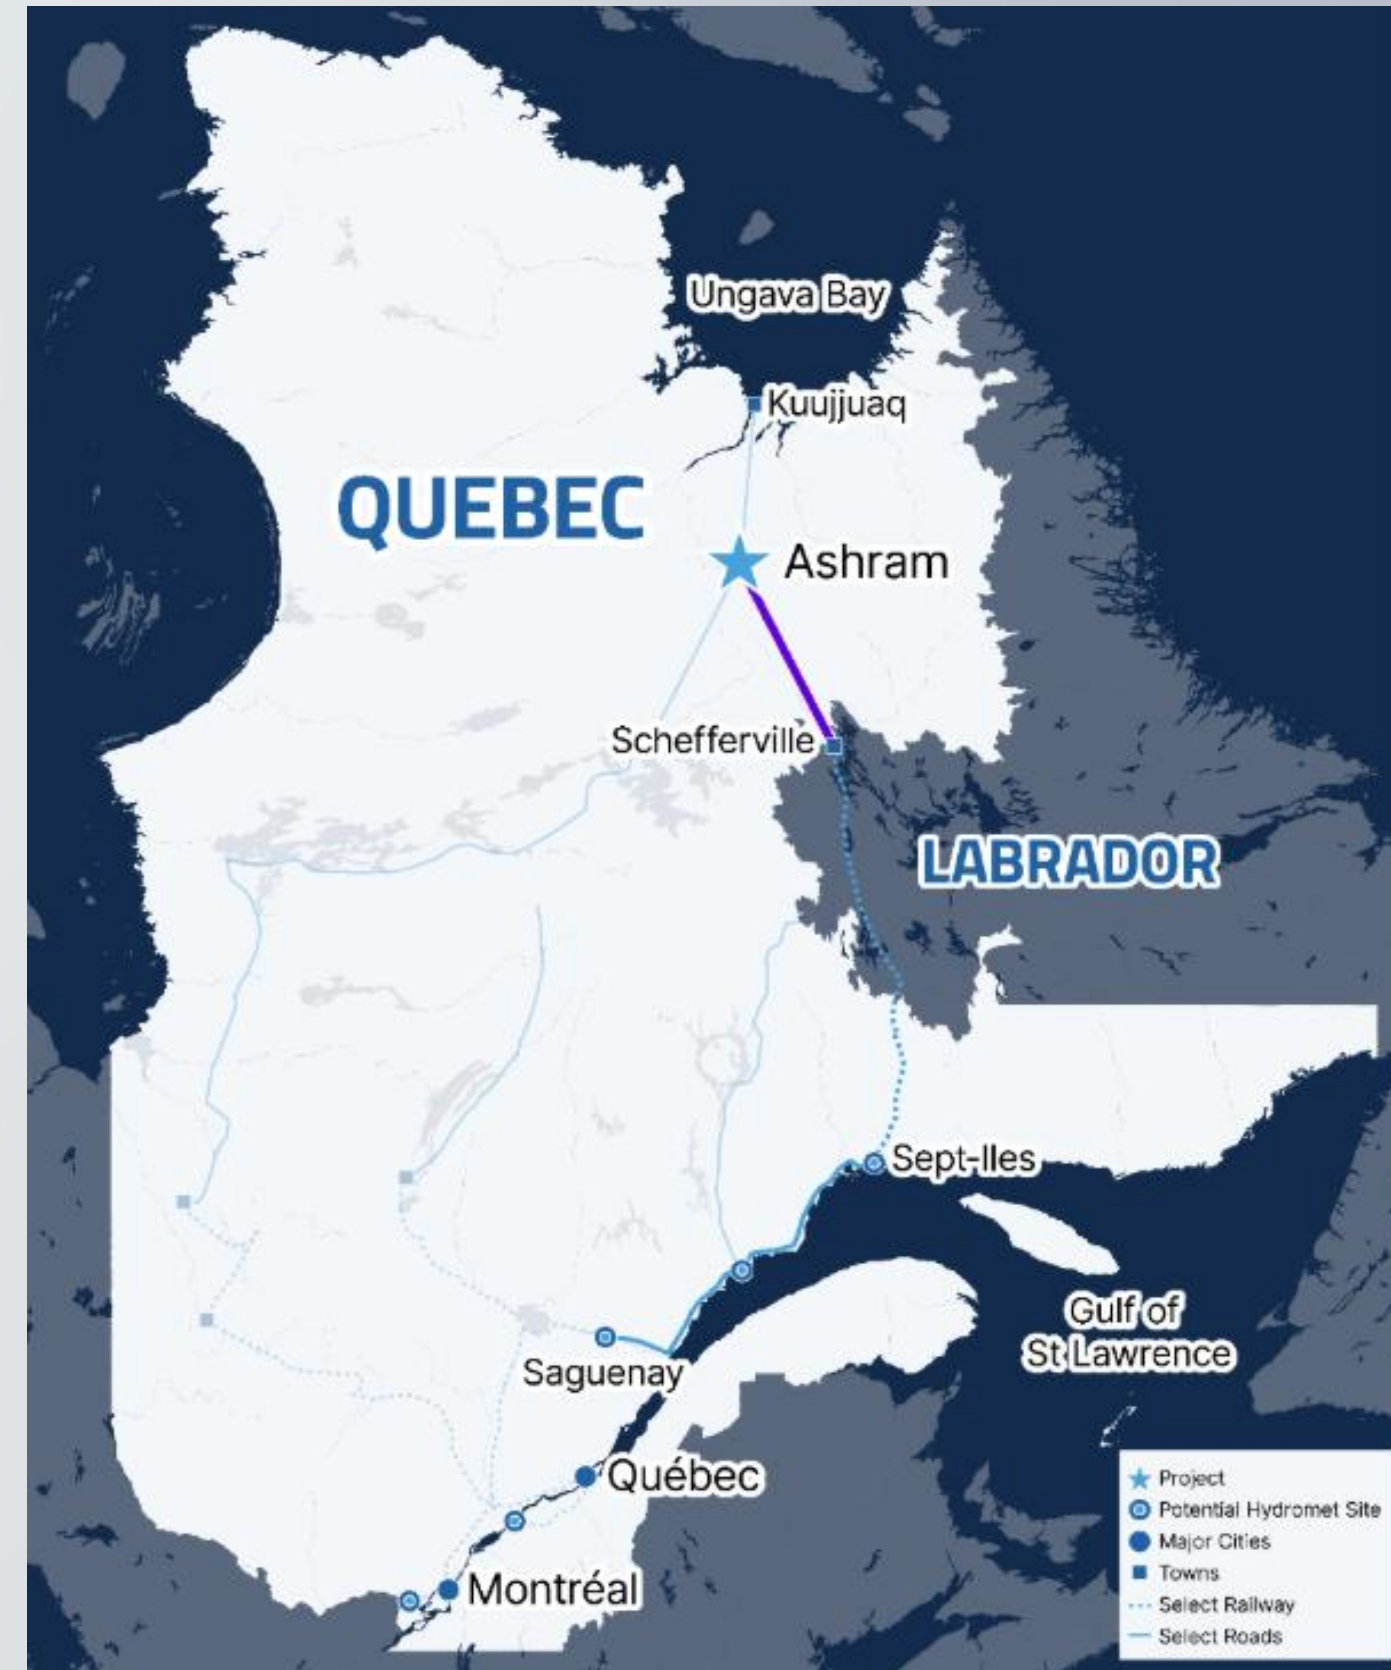 Ungava Bay
Kuujjuaq
QUEBEC
Ashram
Schefferville
LABRADOR
Sept-Iles
Gulf of
St Lawrence
Saguenay
Québec
Montréal
Project
Potential Hydromet Site
Major Cities
Towns
Select Railway
Select Roads